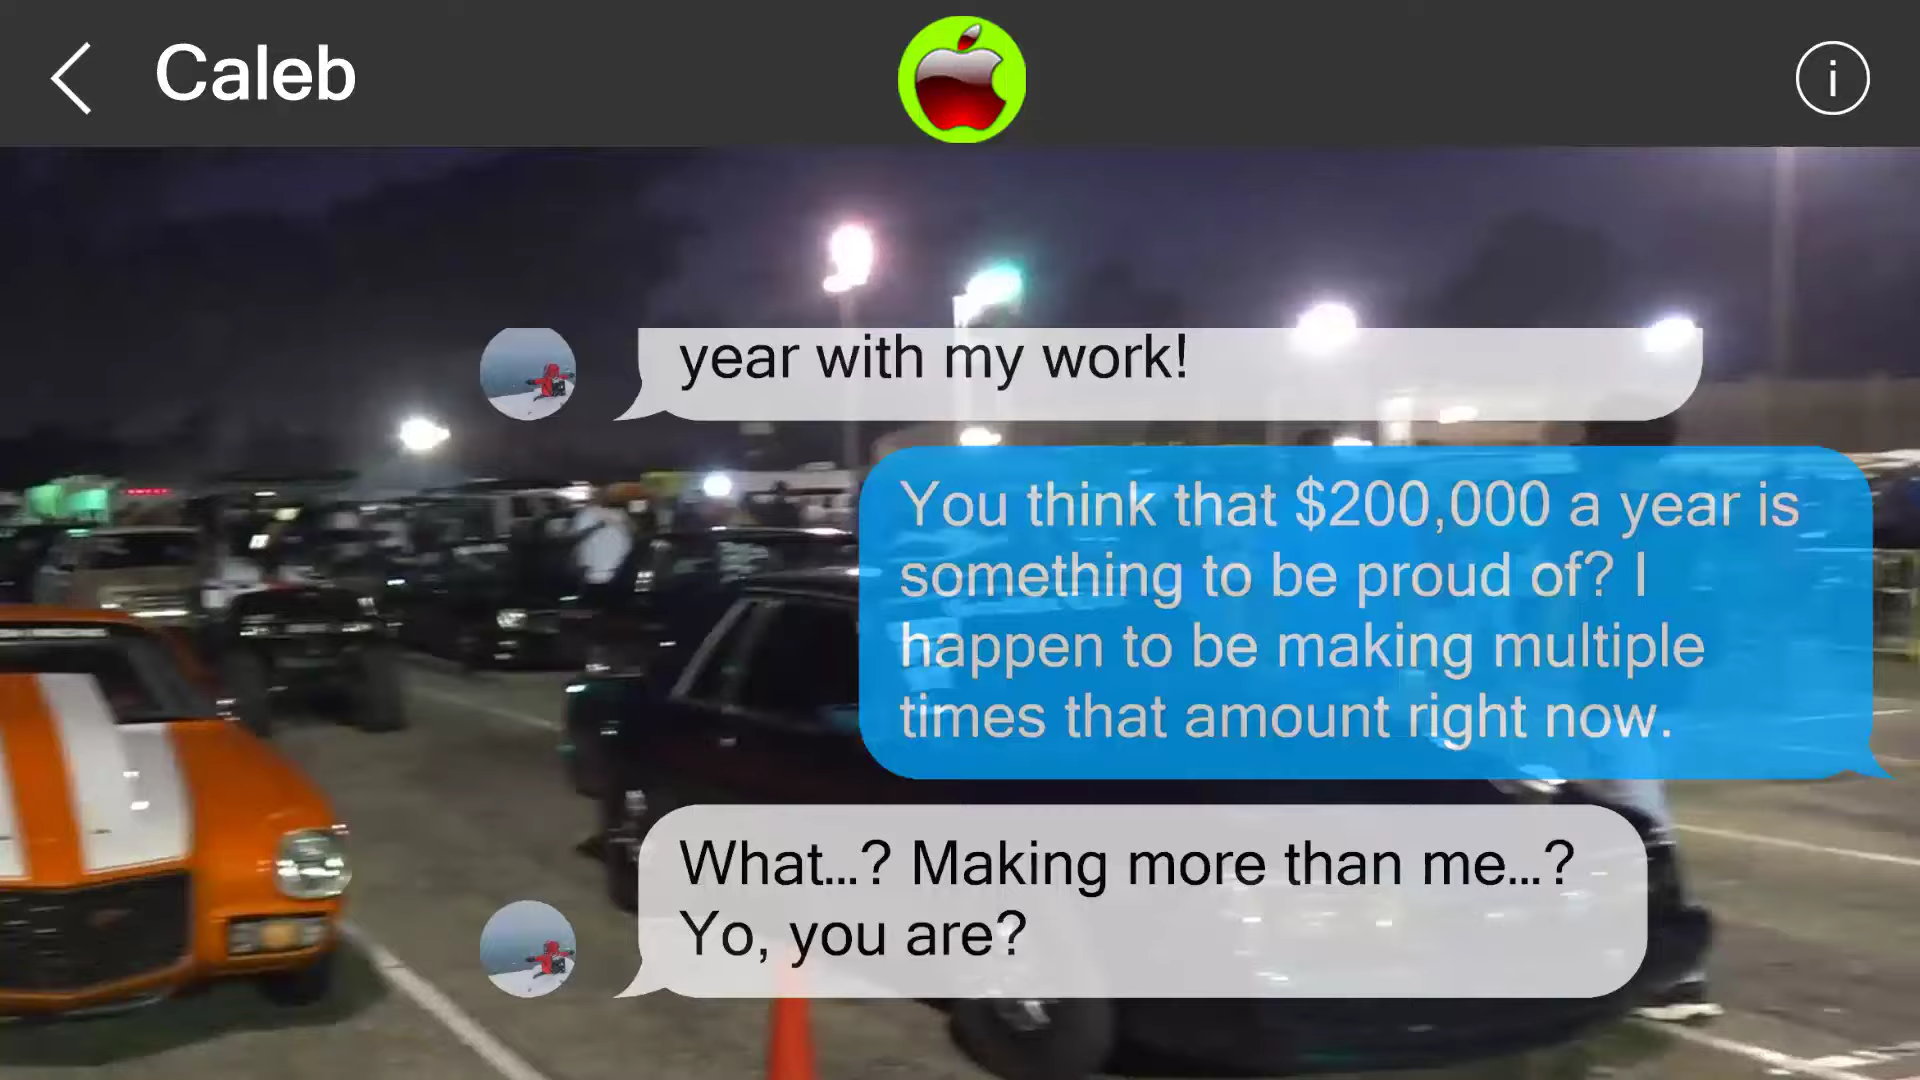 Caleb
i
year with my work!
You think that $200,000 a year is
something to be proud of? I
happen to be making multiple
times that amount right now.
What...? Making more than me...?
Yo, you are?